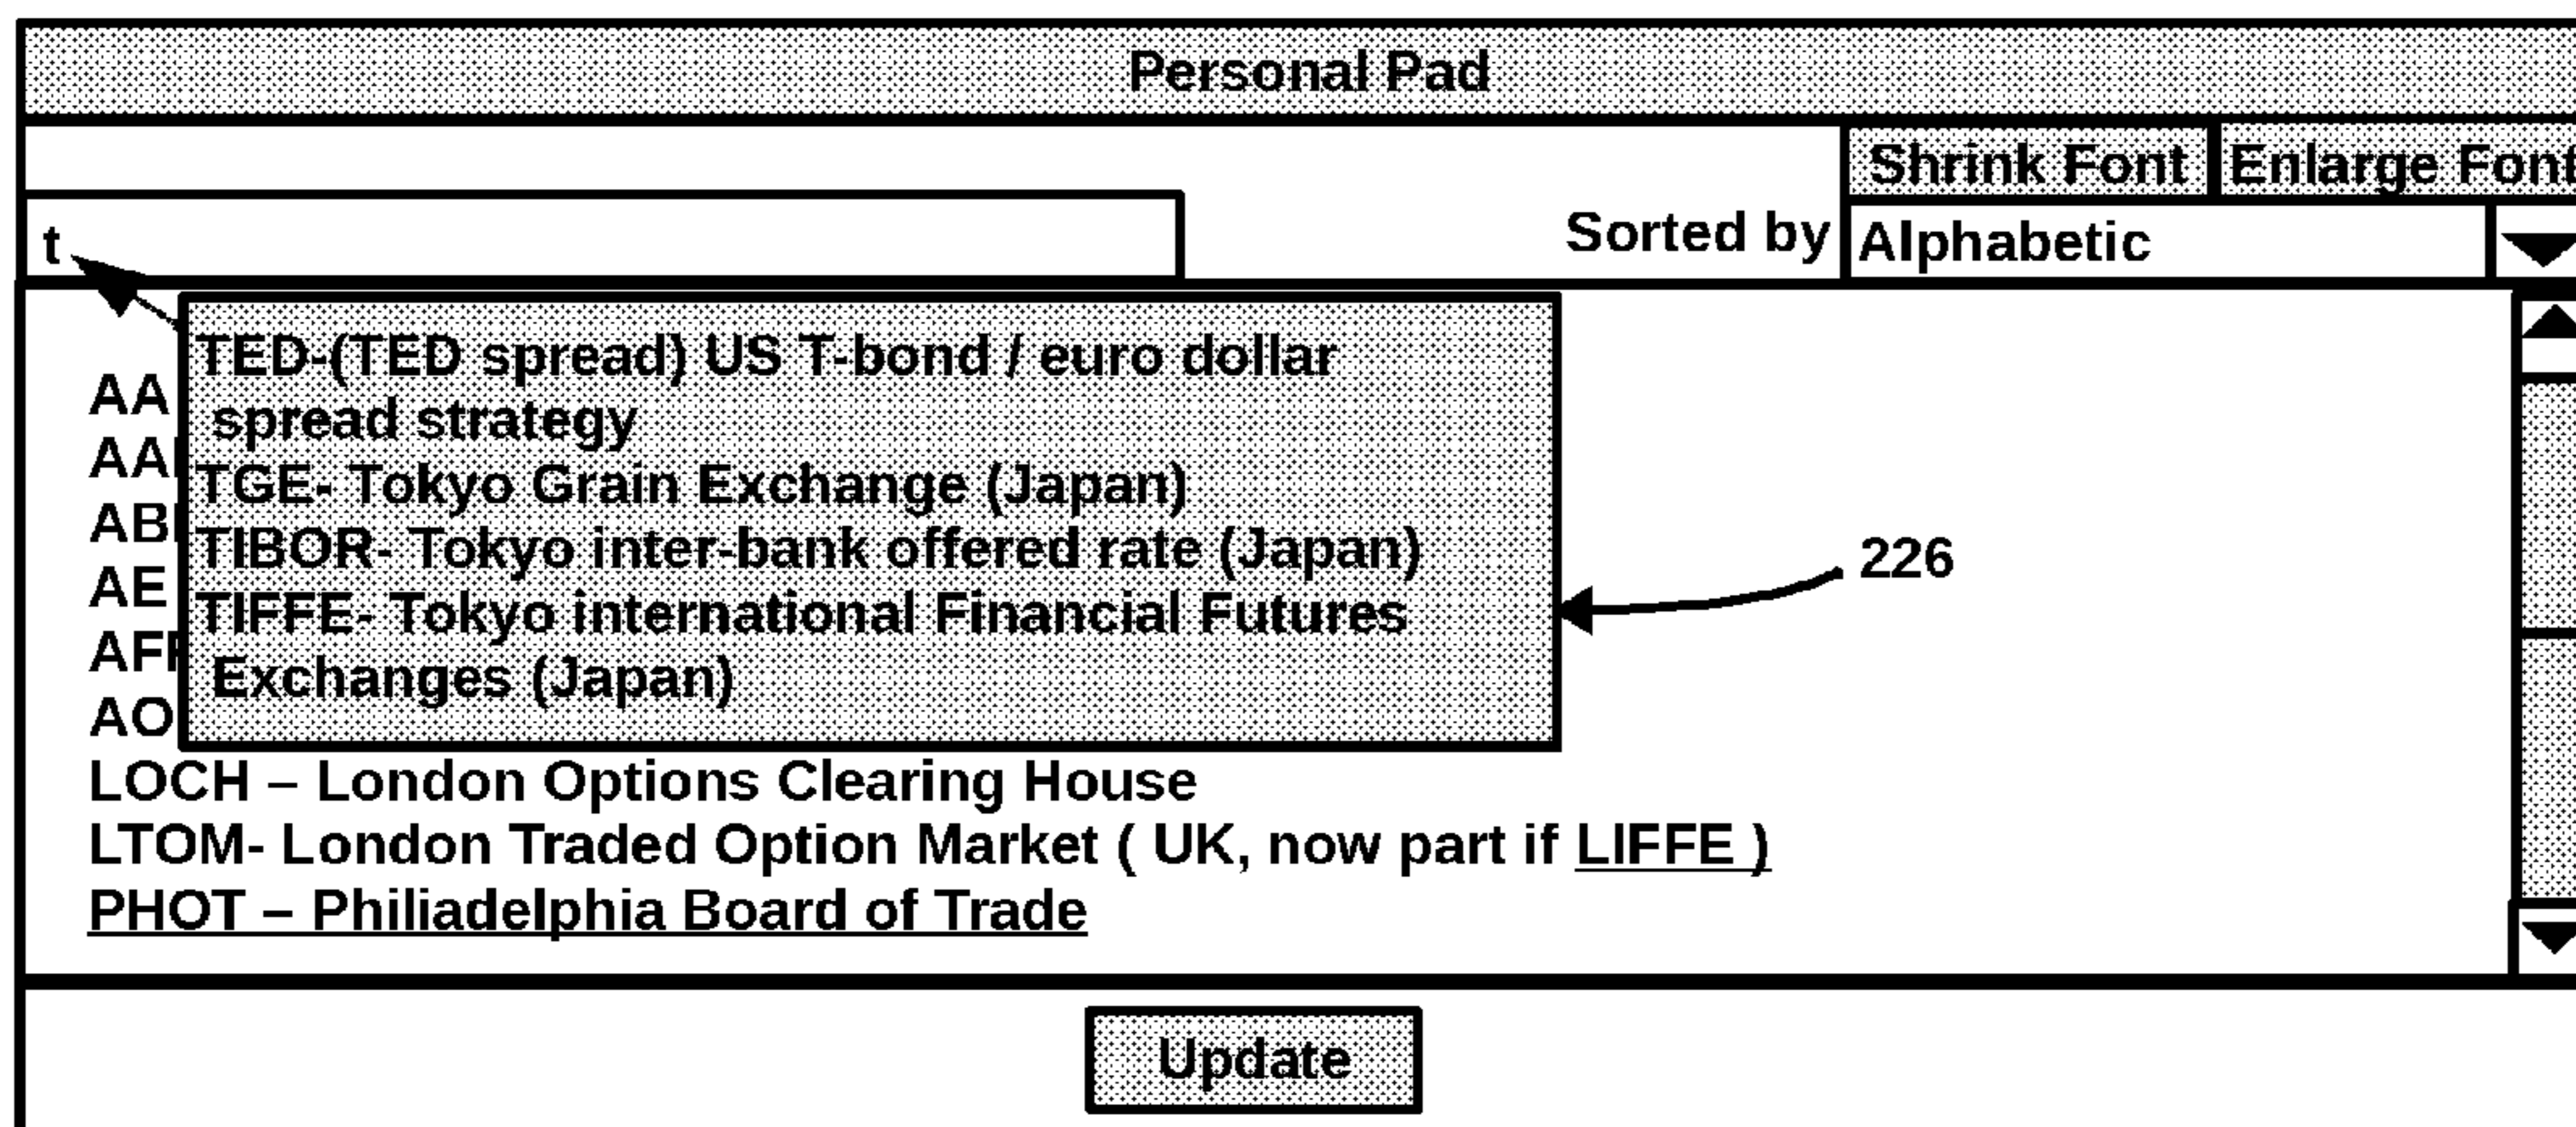 Personal Pad
Shrink Font Enlarge Font
t
Sorted by Alphabetic
TED-(TED spread) US T-bond / euro dollar
spread strategy
TGE- Tokyo Grain Exchange (Japan)
TIBOR- Tokyo inter-bank offered rate (Japan)
TIFFE- Tokyo international Financial Futures
Exchanges (Japan)
226
AA
AE
AO
LOCH – London Options Clearing House
LTOM- London Traded Option Market ( UK, now part if LIFFE )
PHOT – Philiadelphia Board of Trade
Update